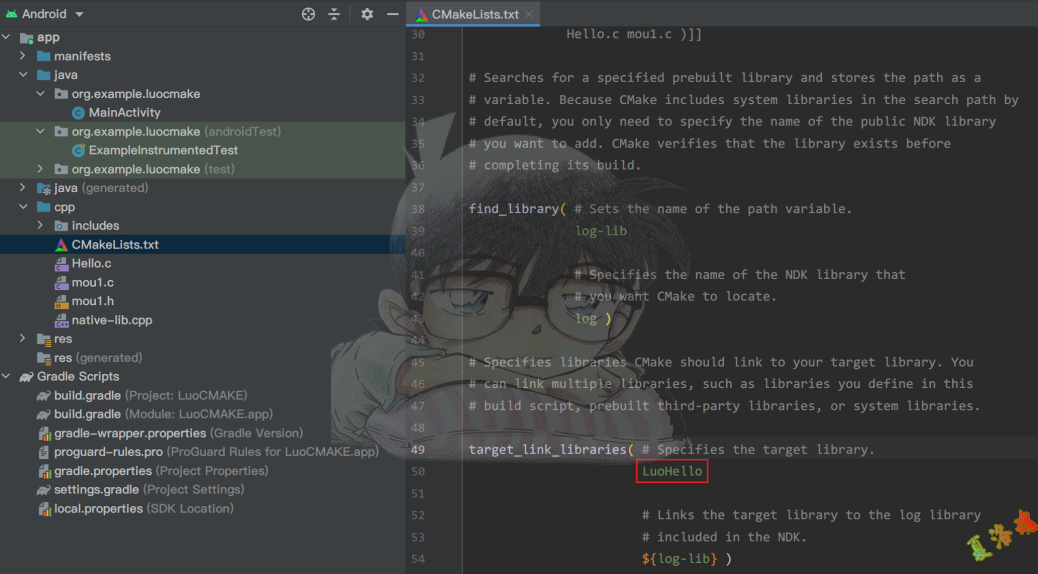 Android
app
manifests
java
org.example.luocmake
MainActivity
org.example.luocmake (androidTest)
ExampleInstrumentedTest
org.example.luocmake (test)
java (generated)
cpp
includes
CMakeLists.txt
Hello.c
mou1.c
mou1.h
native-lib.cpp
res
res (generated)
Gradle Scripts
build.gradle (Project: LuoCMAKE)
build.gradle (Module: LuoCMAKE.app)
gradle-wrapper.properties (Gradle Version)
proguard-rules.pro (ProGuard Rules for LuoCMAKE.app)
gradle.properties (Project Properties)
settings.gradle (Project Settings)
local.properties (SDK Location)
CMakeLists.txt
30 Hello.c mou1.c )]]
31
32 # Searches for a specified prebuilt library and stores the path as a
33 # variable. Because CMake includes system libraries in the search path by
34 # default, you only need to specify the name of the public NDK library
35 # you want to add. CMake verifies that the library exists before
36 # completing its build.
37
38 find_library( # Sets the name of the path variable.
39 log-lib
40
41 # Specifies the name of the NDK library that
42 # you want CMake to locate.
43 log )
44
45 # Specifies libraries CMake should link to your target library. You
46 # can link multiple libraries, such as libraries you define in this
47 # build script, prebuilt third-party libraries, or system libraries.
48
49 target_link_libraries( # Specifies the target library.
50 LuoHello
51
52 # Links the target library to the log library
53 # included in the NDK.
54 ${log-lib} )